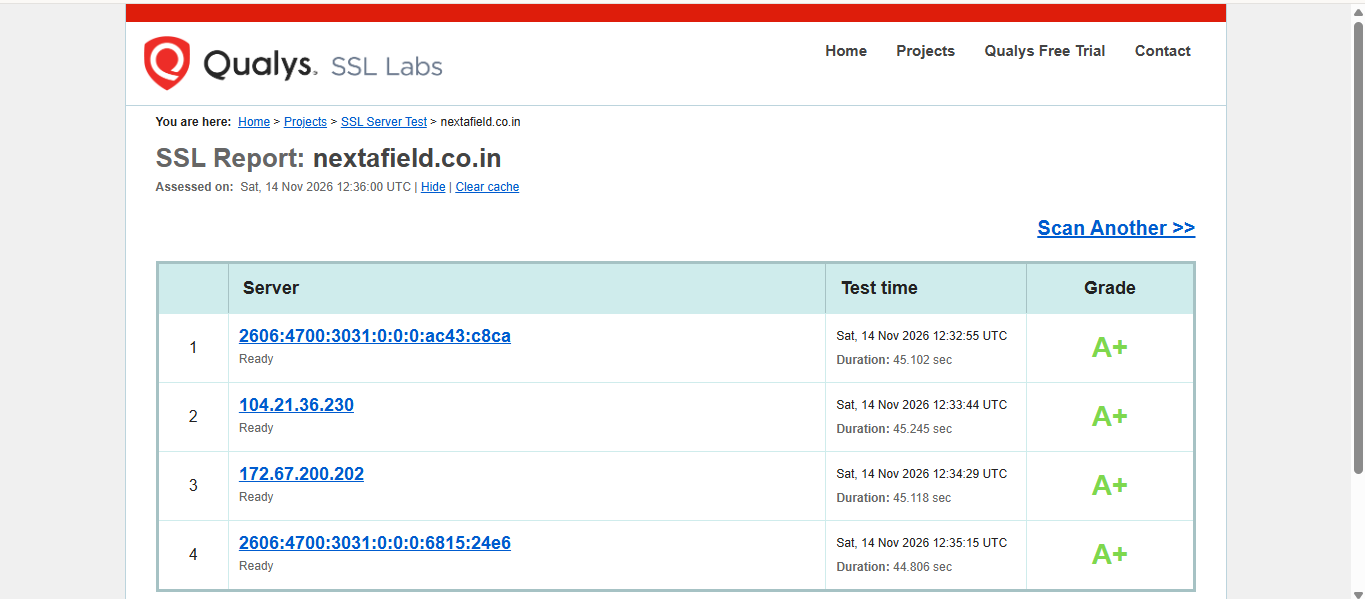 Qualys. SSL Labs
Home Projects Qualys Free Trial Contact
You are here: Home > Projects > SSL Server Test > nextafield.co.in
SSL Report: nextafield.co.in
Assessed on: Sat, 14 Nov 2026 12:36:00 UTC | Hide | Clear cache
Scan Another >>
Server Test time Grade
1 2606:4700:3031:0:0:0:ac43:c8ca Sat, 14 Nov 2026 12:32:55 UTC A+
Ready Duration: 45.102 sec
2 104.21.36.230 Sat, 14 Nov 2026 12:33:44 UTC A+
Ready Duration: 45.245 sec
3 172.67.200.202 Sat, 14 Nov 2026 12:34:29 UTC A+
Ready Duration: 45.118 sec
4 2606:4700:3031:0:0:0:6815:24e6 Sat, 14 Nov 2026 12:35:15 UTC A+
Ready Duration: 44.806 sec